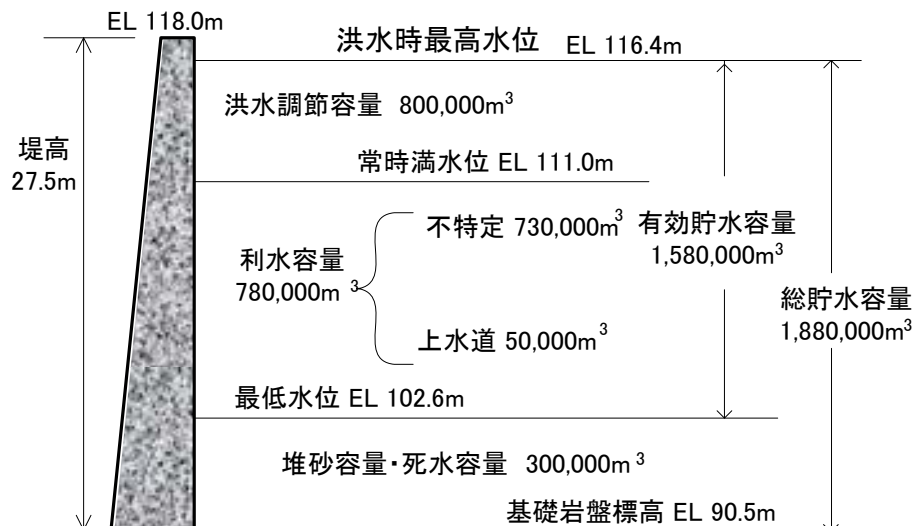 EL 118.0m
洪水時最高水位 EL 116.4m
洪水調節容量 800,000m³
堤高
27.5m
常時満水位 EL 111.0m
不特定 730,000m³
有効貯水容量
1,580,000m³
利水容量
780,000m³
総貯水容量
1,880,000m³
上水道 50,000m³
最低水位 EL 102.6m
堆砂容量・死水容量 300,000m³
基礎岩盤標高 EL 90.5m